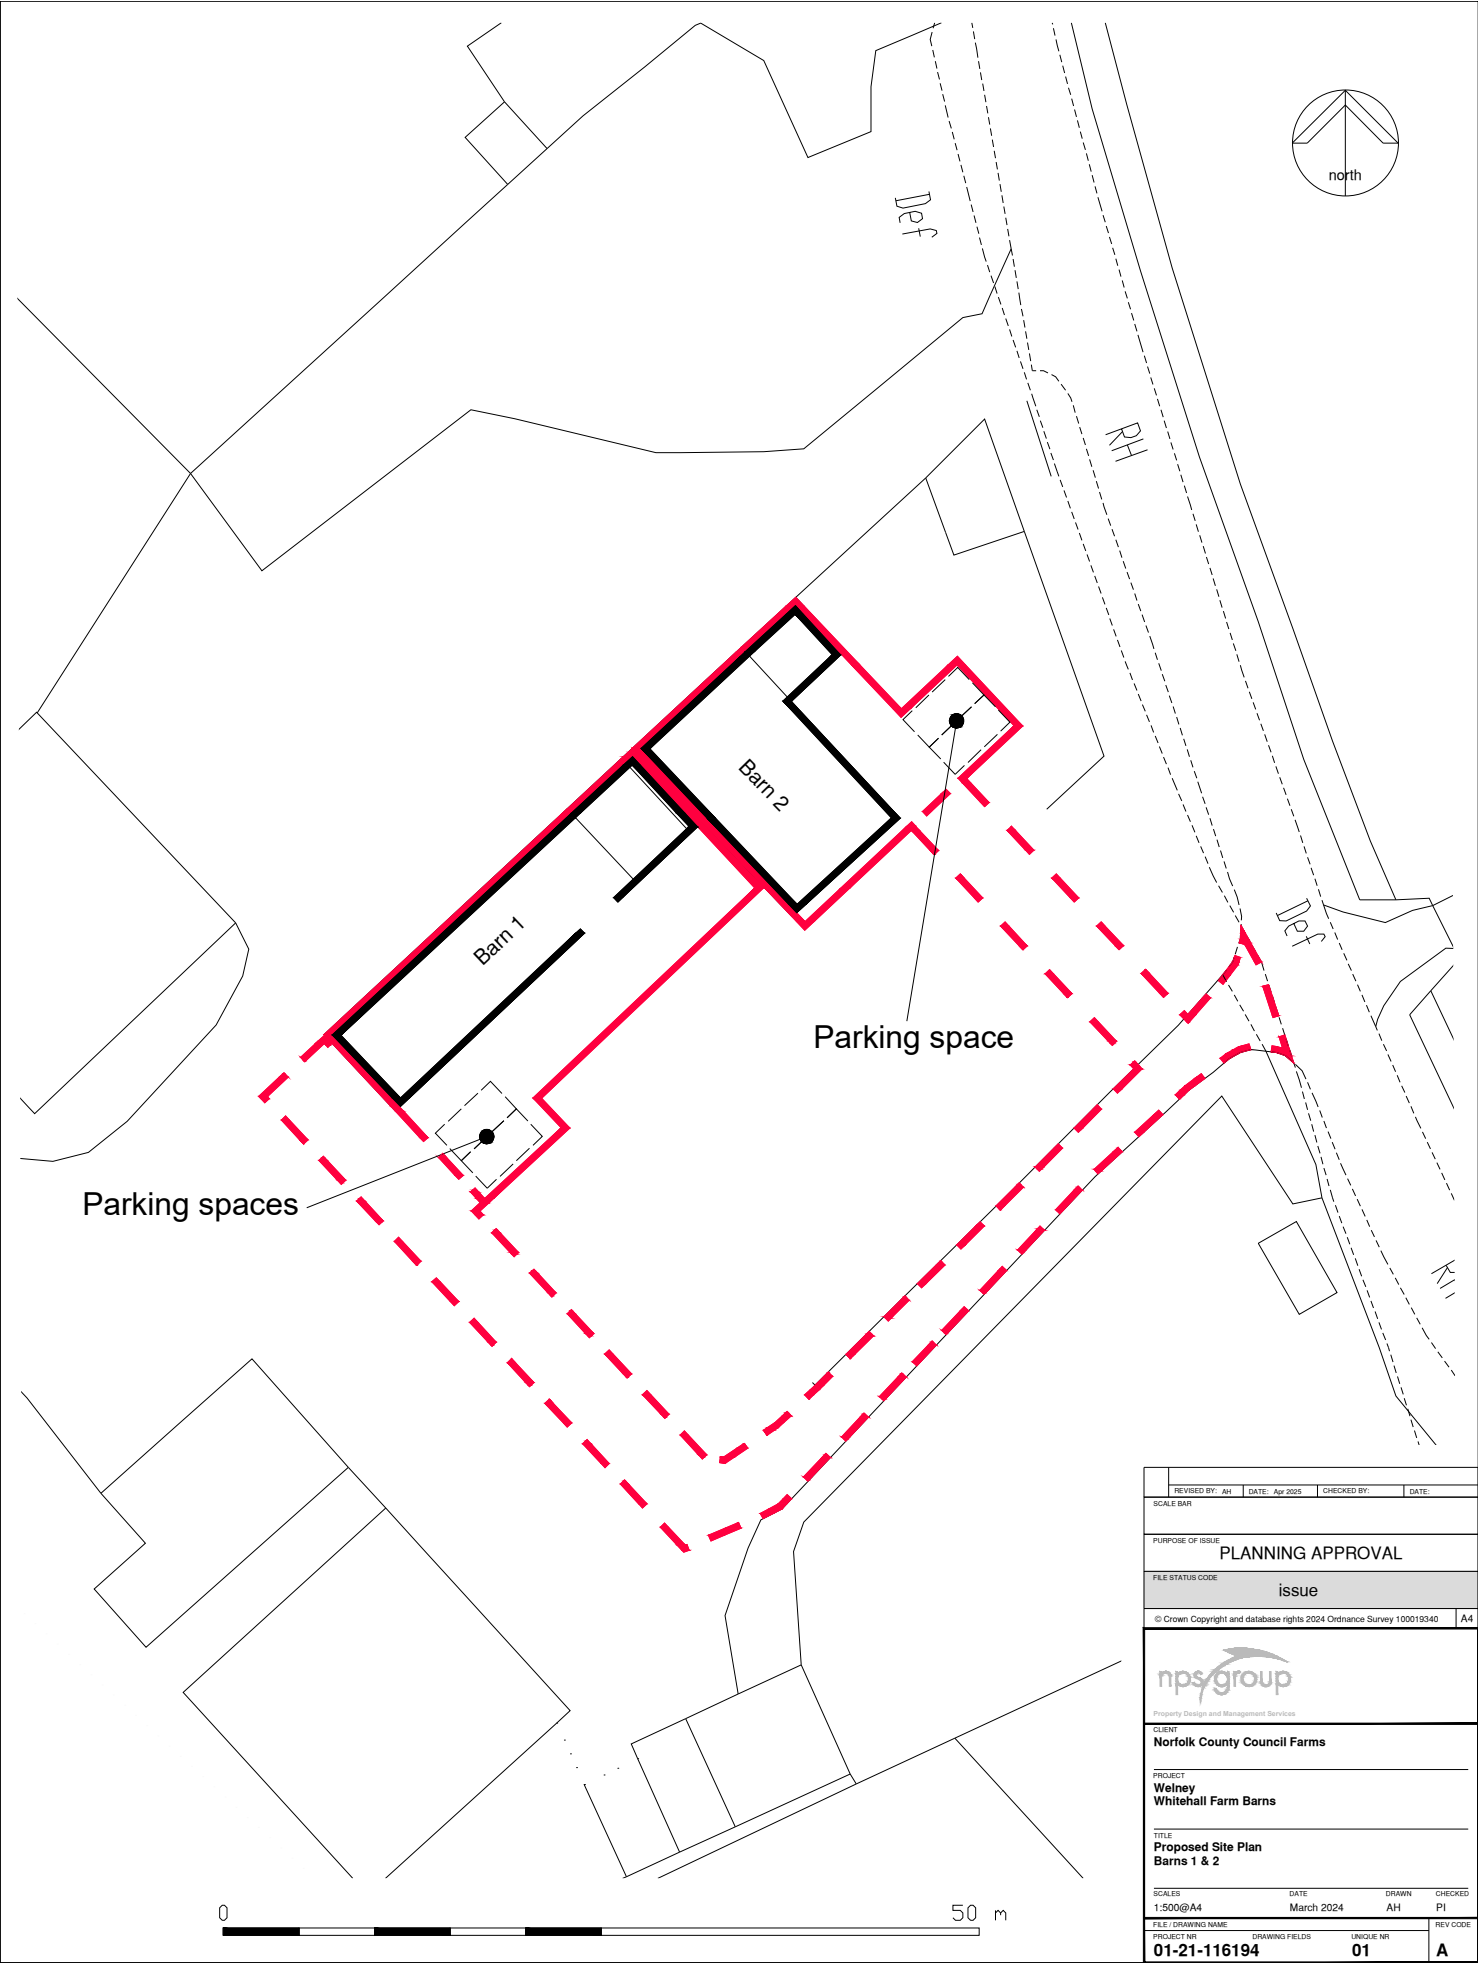 north
Def
RH
Barn 2
Def
Barn 1
Parking space
Parking spaces
0 50 m
REVISED BY: AH DATE: Apr 2025 CHECKED BY: DATE:
SCALE BAR
PURPOSE OF ISSUE
PLANNING APPROVAL
FILE STATUS CODE
issue
© Crown Copyright and database rights 2024 Ordnance Survey 100019340 A4
nps group
Property Design and Management Services
CLIENT
Norfolk County Council Farms
PROJECT
Welney
Whitehall Farm Barns
TITLE
Proposed Site Plan
Barns 1 & 2
SCALES DATE DRAWN CHECKED
1:500@A4 March 2024 AH PI
FILE / DRAWING NAME REV CODE
PROJECT NR DRAWING FIELDS UNIQUE NR
01-21-116194 01 A